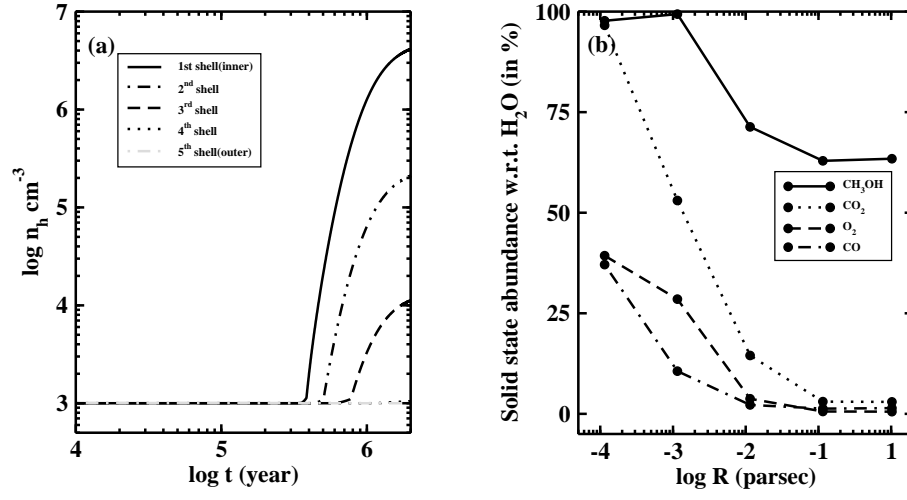 (a)
1st shell(inner)
2nd shell
3rd shell
4th shell
5th shell(outer)
7
6
5
4
3
log nh cm-3
4
5
6
log t (year)
(b)
CH3OH
CO2
O2
CO
100
75
50
25
0
Solid state abundance w.r.t. H2O (in %)
-4
-3
-2
-1
1
log R (parsec)